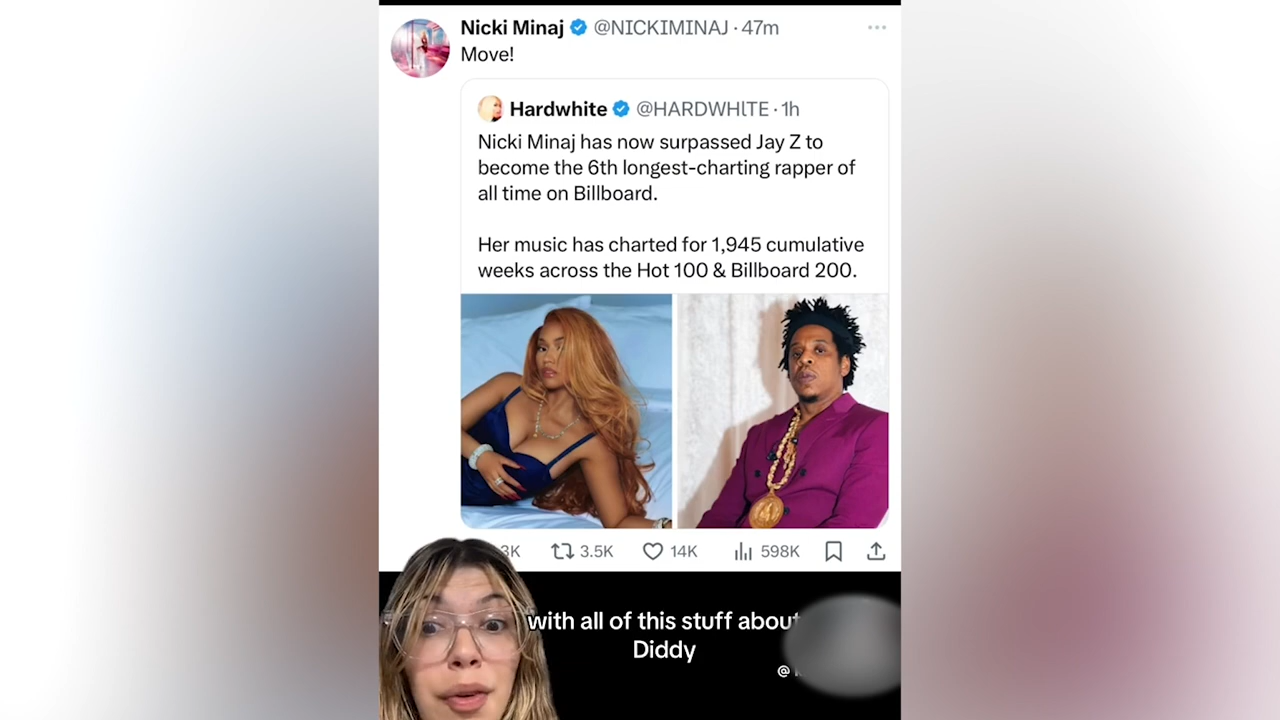 Nicki Minaj @NICKIMINAJ · 47m
Move!
Hardwhite @HARDWHlTE · 1h
Nicki Minaj has now surpassed Jay Z to
become the 6th longest-charting rapper of
all time on Billboard.
Her music has charted for 1,945 cumulative
weeks across the Hot 100 & Billboard 200.
3K 3.5K 14K 598K
with all of this stuff about
Diddy
@